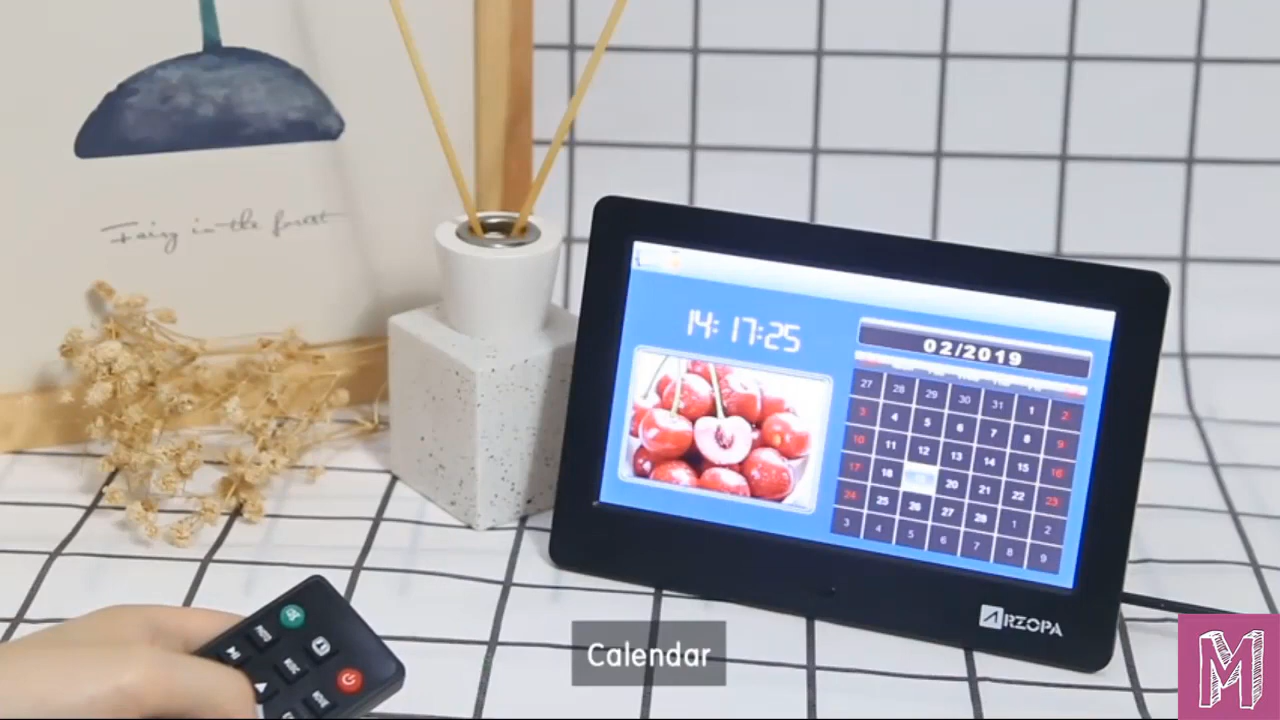 Fairy in the forest
14:17:25
02/2019
27 28 29 30 31 1 2
3 4 5 6 7 8 9
10 11 12 13 14 15 16
17 18 20 21 22 23
24 25 26 27 28 1 2
3 4 5 6 7 8 9
ARZOPA
Calendar
M